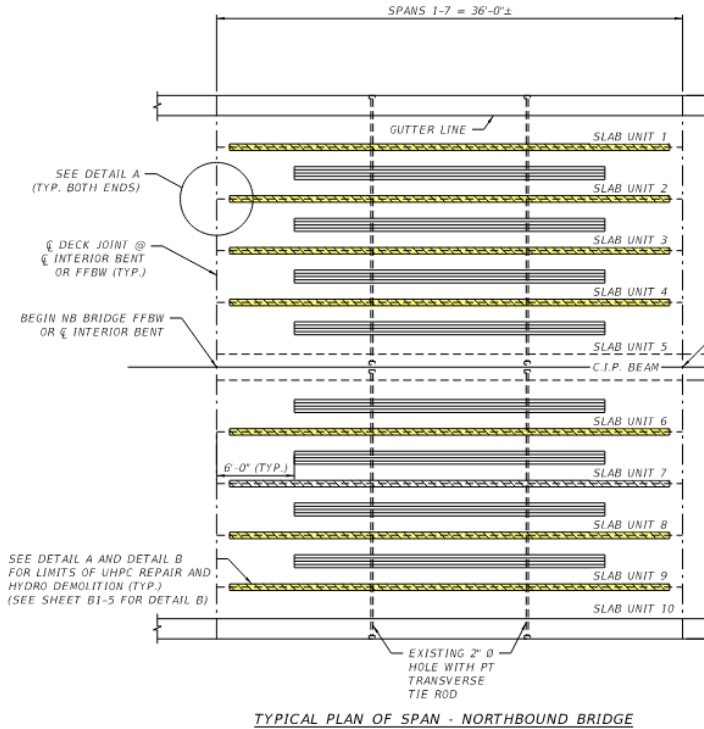 SPANS 1-7 = 36'-0"±
GUTTER LINE
SLAB UNIT 1
SEE DETAIL A
(TYP. BOTH ENDS)
SLAB UNIT 2
SLAB UNIT 3
℄ DECK JOINT @
℄ INTERIOR BENT
OR FFBW (TYP.)
SLAB UNIT 4
BEGIN NB BRIDGE FFBW
OR ℄ INTERIOR BENT
SLAB UNIT 5
C.I.P. BEAM
SLAB UNIT 6
6'-0" (TYP.)
SLAB UNIT 7
SLAB UNIT 8
SEE DETAIL A AND DETAIL B
FOR LIMITS OF UHPC REPAIR AND
HYDRO DEMOLITION (TYP.)
(SEE SHEET B1-5 FOR DETAIL B)
SLAB UNIT 9
SLAB UNIT 10
EXISTING 2" Ø
HOLE WITH PT
TRANSVERSE
TIE ROD
TYPICAL PLAN OF SPAN - NORTHBOUND BRIDGE